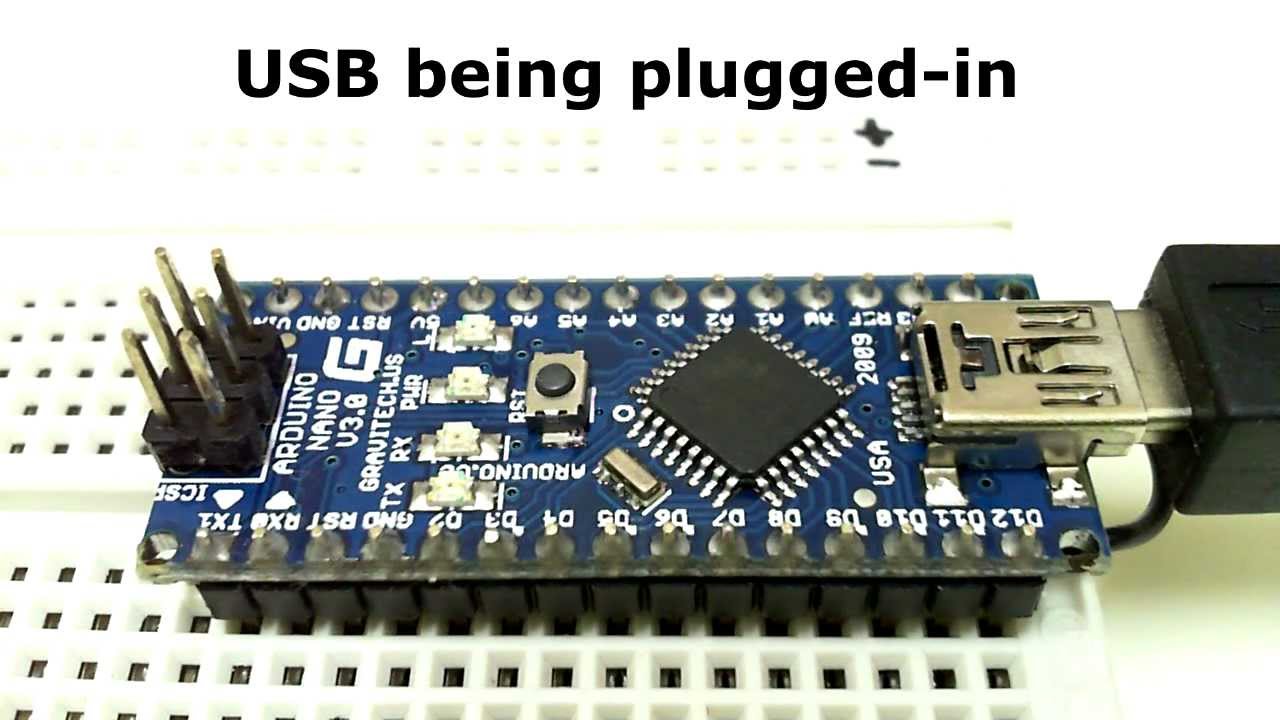 USB being plugged-in
+
−
VIN GND RST 5V A6 A5 A4 A3 A2 A1 A0 REF
L
PWR
RX
TX
RST
ARDUINO
NANO
V3.0
G
GRAVITECH.US
ARDUINO.CC
2009
USA
ICSP
TX1 RX0 RST GND D2 D3 D4 D5 D6 D7 D8 D9 D10 D11 D12